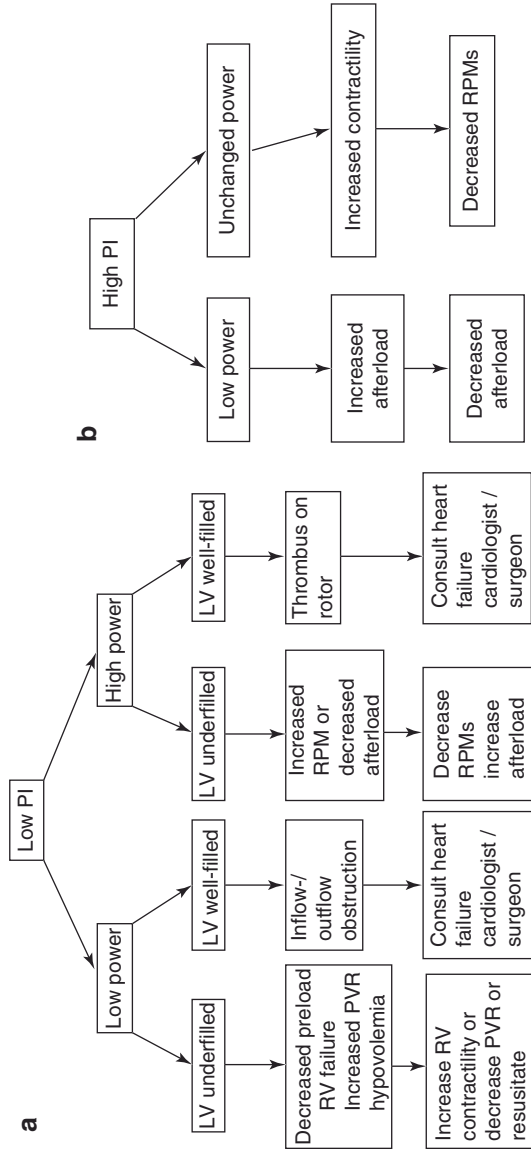 a
Low PI
Low power
High power
LV underfilled
LV well-filled
LV underfilled
LV well-filled
Decreased preload
RV failure
Increased PVR
hypovolemia
Inflow-/
outflow
obstruction
Increased
RPM or
decreased
afterload
Thrombus on
rotor
Increase RV
contractility or
decrease PVR or
resusitate
Consult heart
failure
cardiologist /
surgeon
Decrease
RPMs
increase
afterload
Consult heart
failure
cardiologist /
surgeon
b
High PI
Low power
Unchanged power
Increased
afterload
Increased contractility
Decreased
afterload
Decreased RPMs